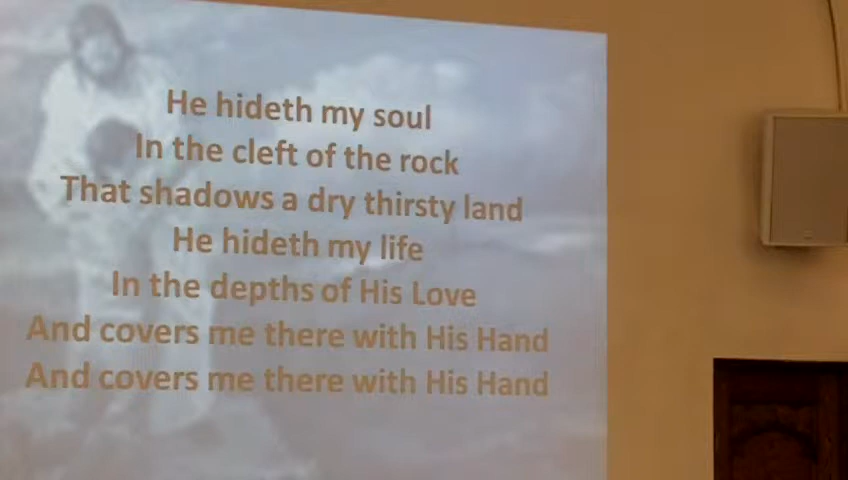 He hideth my soul
In the cleft of the rock
That shadows a dry thirsty land
He hideth my life
In the depths of His Love
And covers me there with His Hand
And covers me there with His Hand